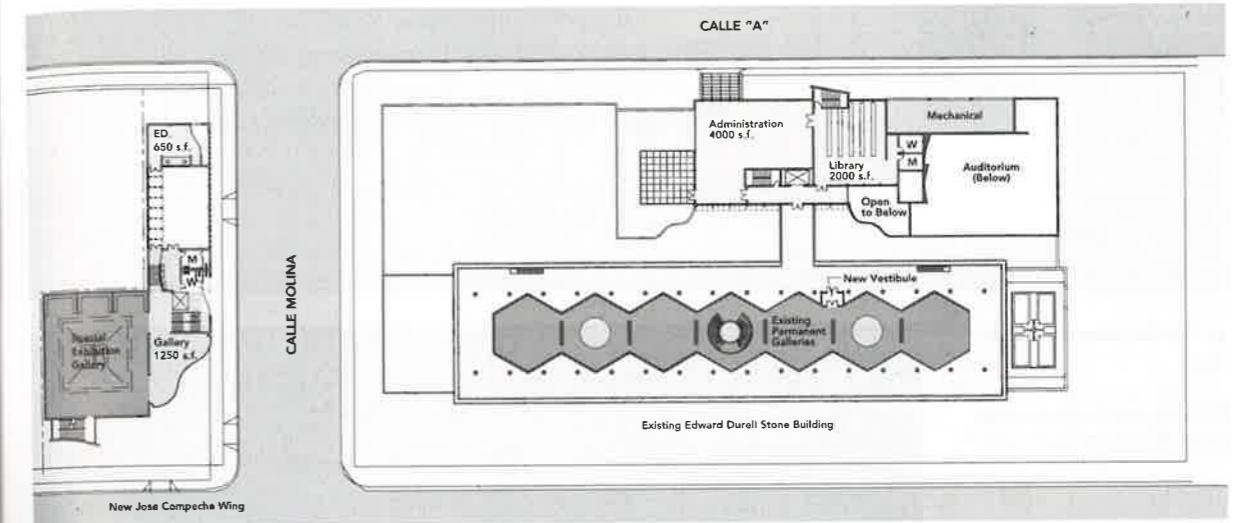 CALLE "A"
ED.
650 s.f.
M
W
Special
Exhibition
Gallery
Gallery
1250 s.f.
New Jose Compeche Wing
CALLE MOLINA
Administration
4000 s.f.
Library
2000 s.f.
Mechanical
W
M
Auditorium
(Below)
Open
to Below
New Vestibule
Existing
Permanent
Galleries
Existing Edward Durell Stone Building